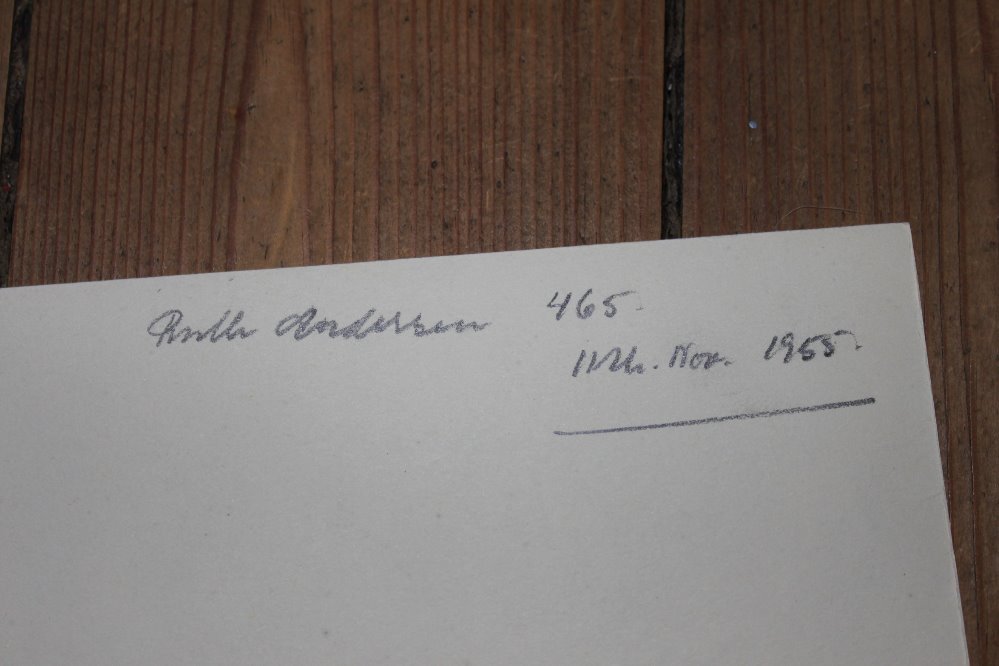 Ruth Andersen 465
11th. Nov. 1955.